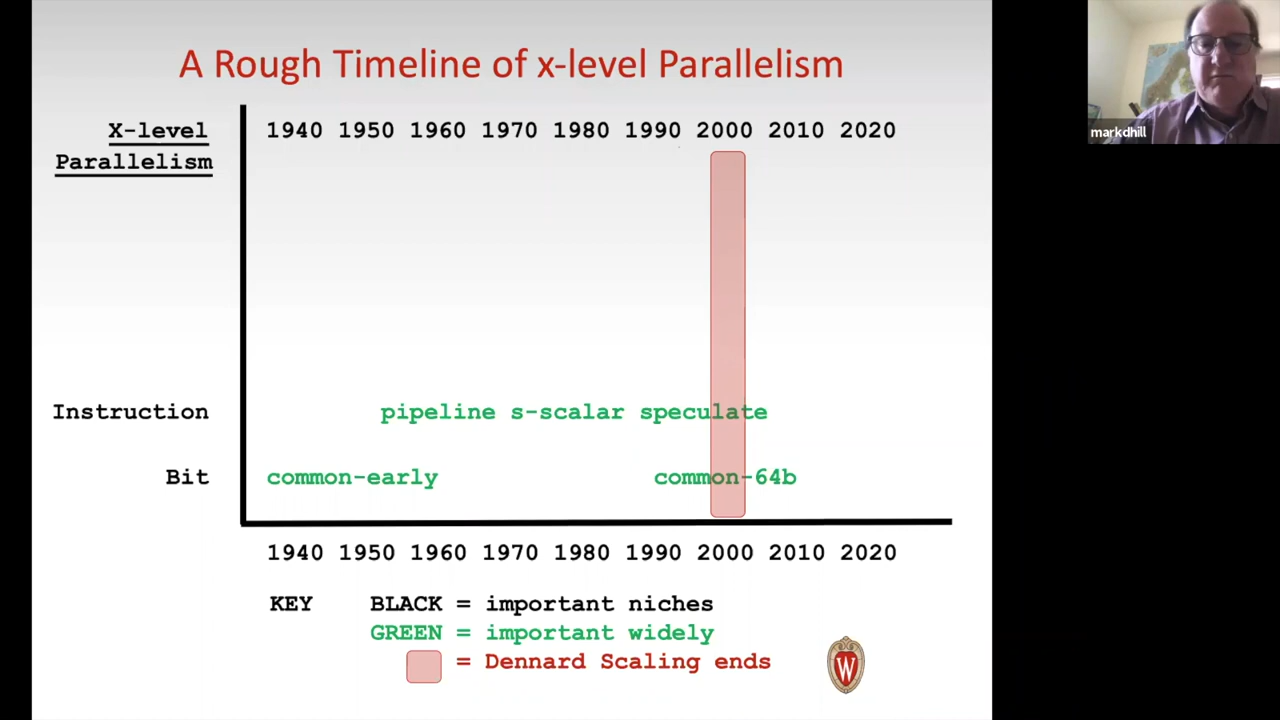 A Rough Timeline of x-level Parallelism
X-level
Parallelism
1940 1950 1960 1970 1980 1990 2000 2010 2020
Instruction pipeline s-scalar speculate
Bit common-early common-64b
1940 1950 1960 1970 1980 1990 2000 2010 2020
KEY BLACK = important niches
GREEN = important widely
= Dennard Scaling ends
W
markdhill